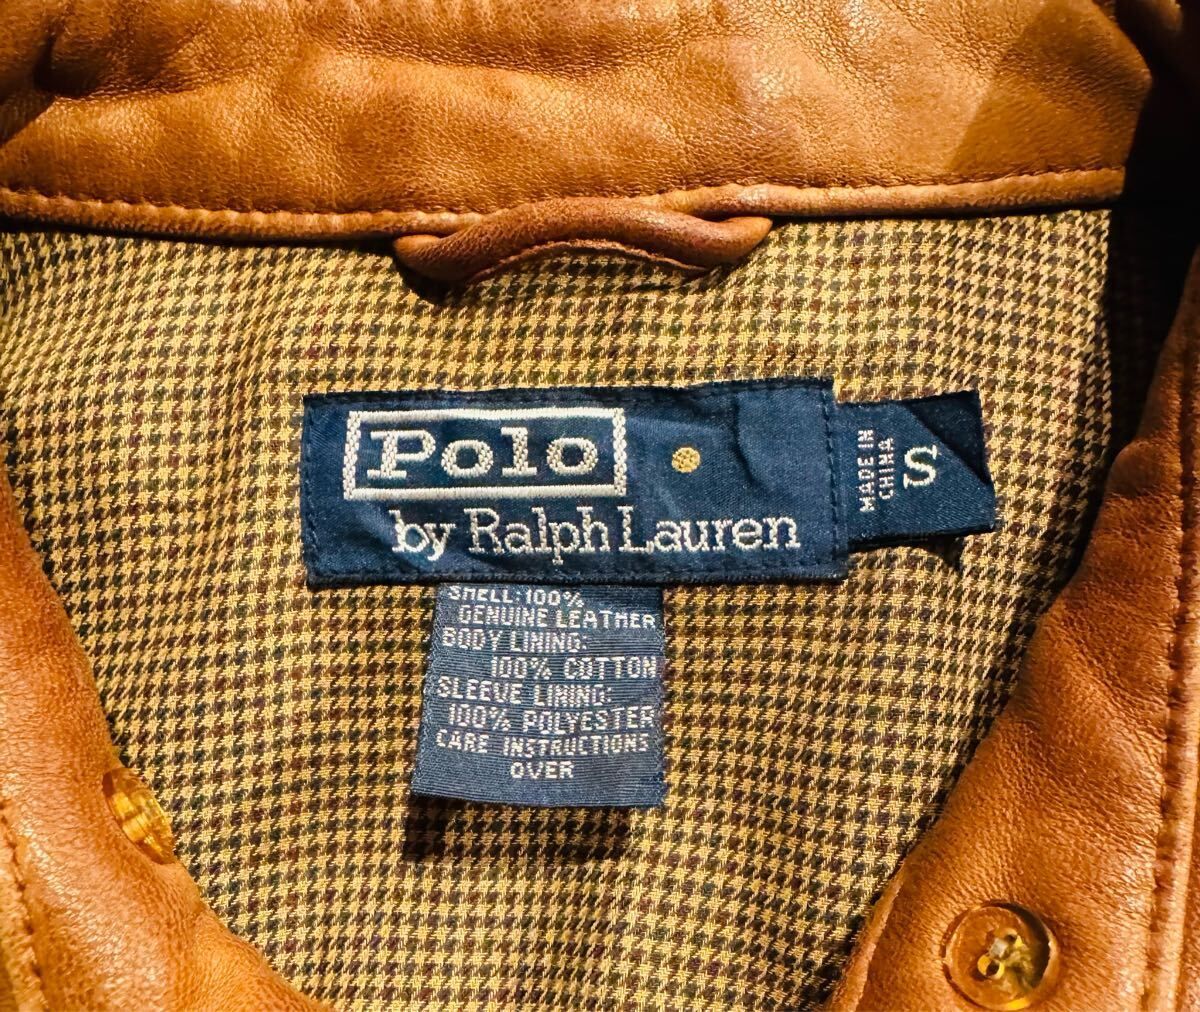 Polo
by Ralph Lauren
MADE IN
CHINA
S
SHELL:100%
GENUINE LEATHER
BODY LINING:
100% COTTON
SLEEVE LINING:
100% POLYESTER
CARE INSTRUCTIONS
OVER